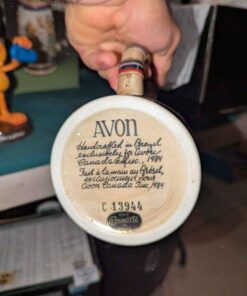 AVON
Handcrafted in Brazil
exclusively for Avon
Canada Inc., 1984
Fait à la main au Brésil,
exclusivement pour
Avon Canada Inc., 1984
C 13944